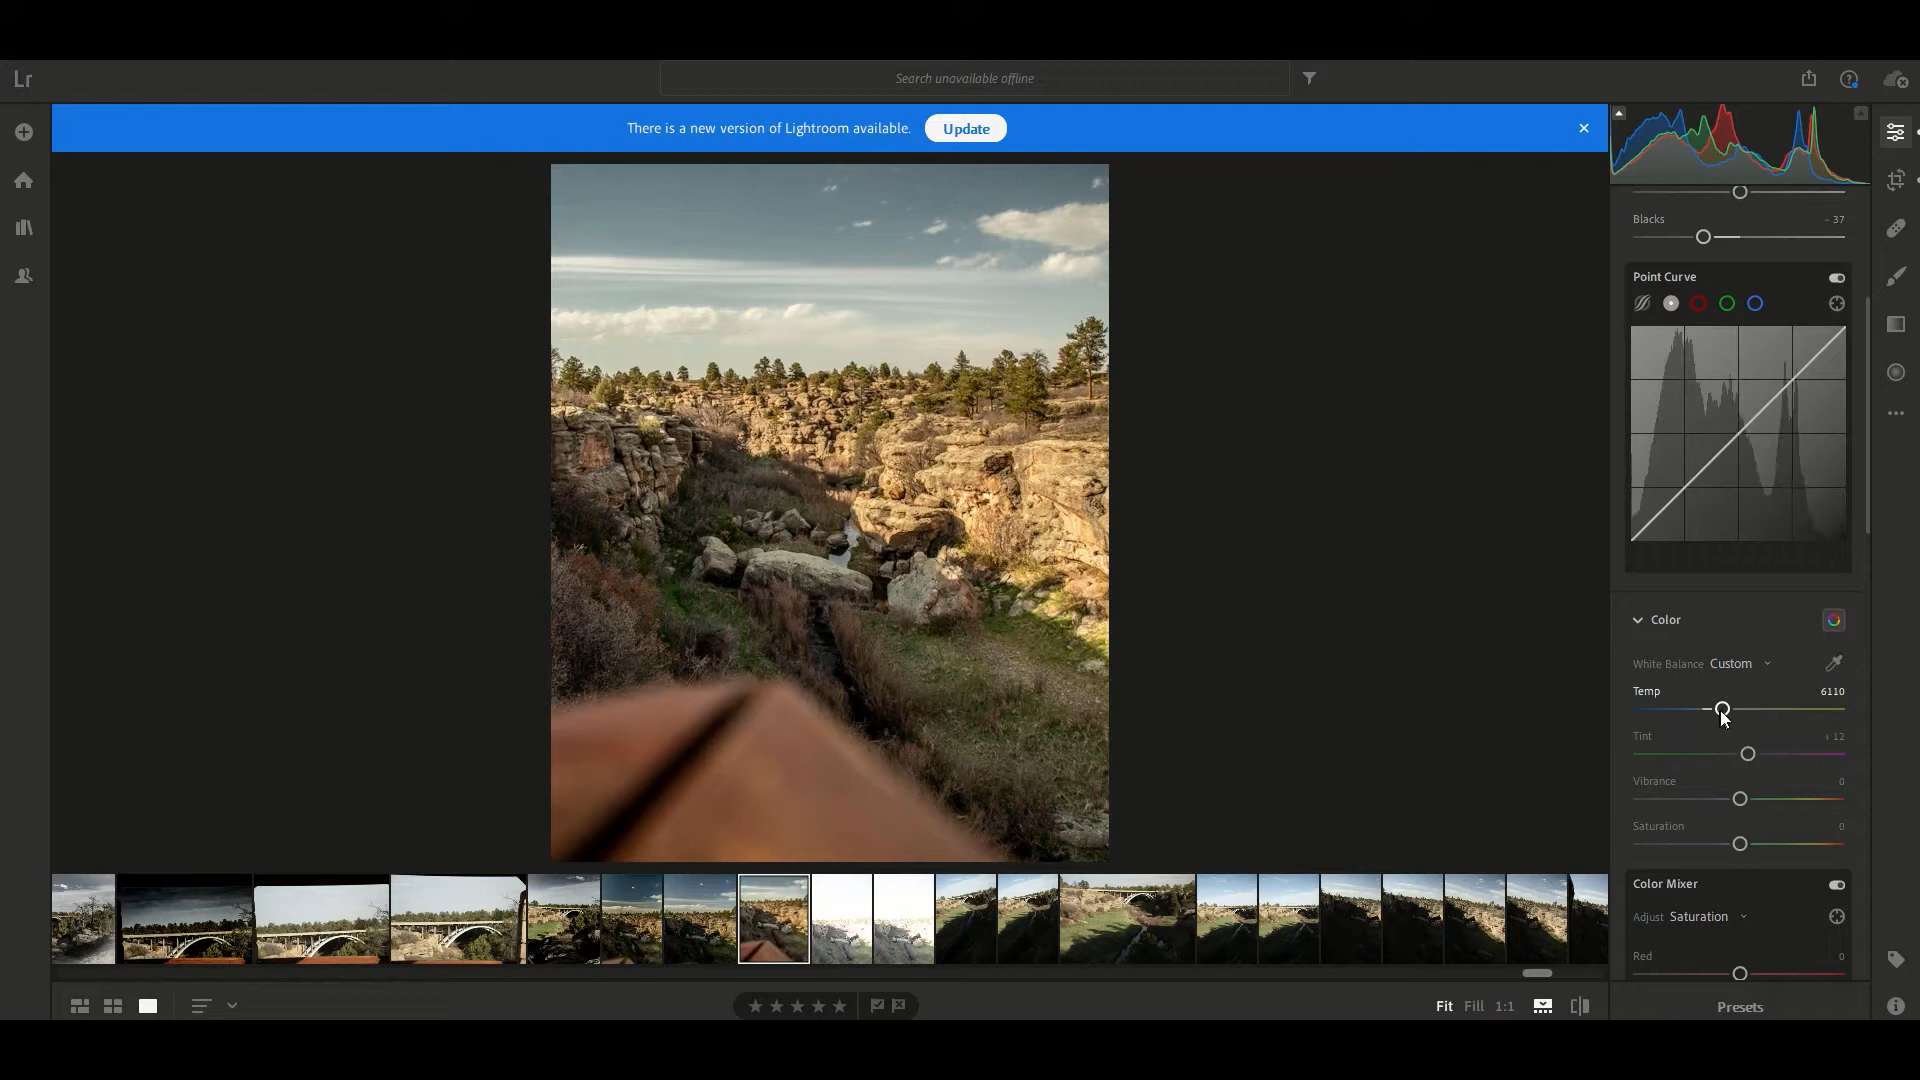 Lr
Search unavailable offline
There is a new version of Lightroom available.
Update
Blacks
- 37
Point Curve
Color
White Balance Custom
Temp
6110
Tint
+ 12
Vibrance
0
Saturation
0
Color Mixer
Adjust Saturation
Red
0
Fit Fill 1:1
Presets